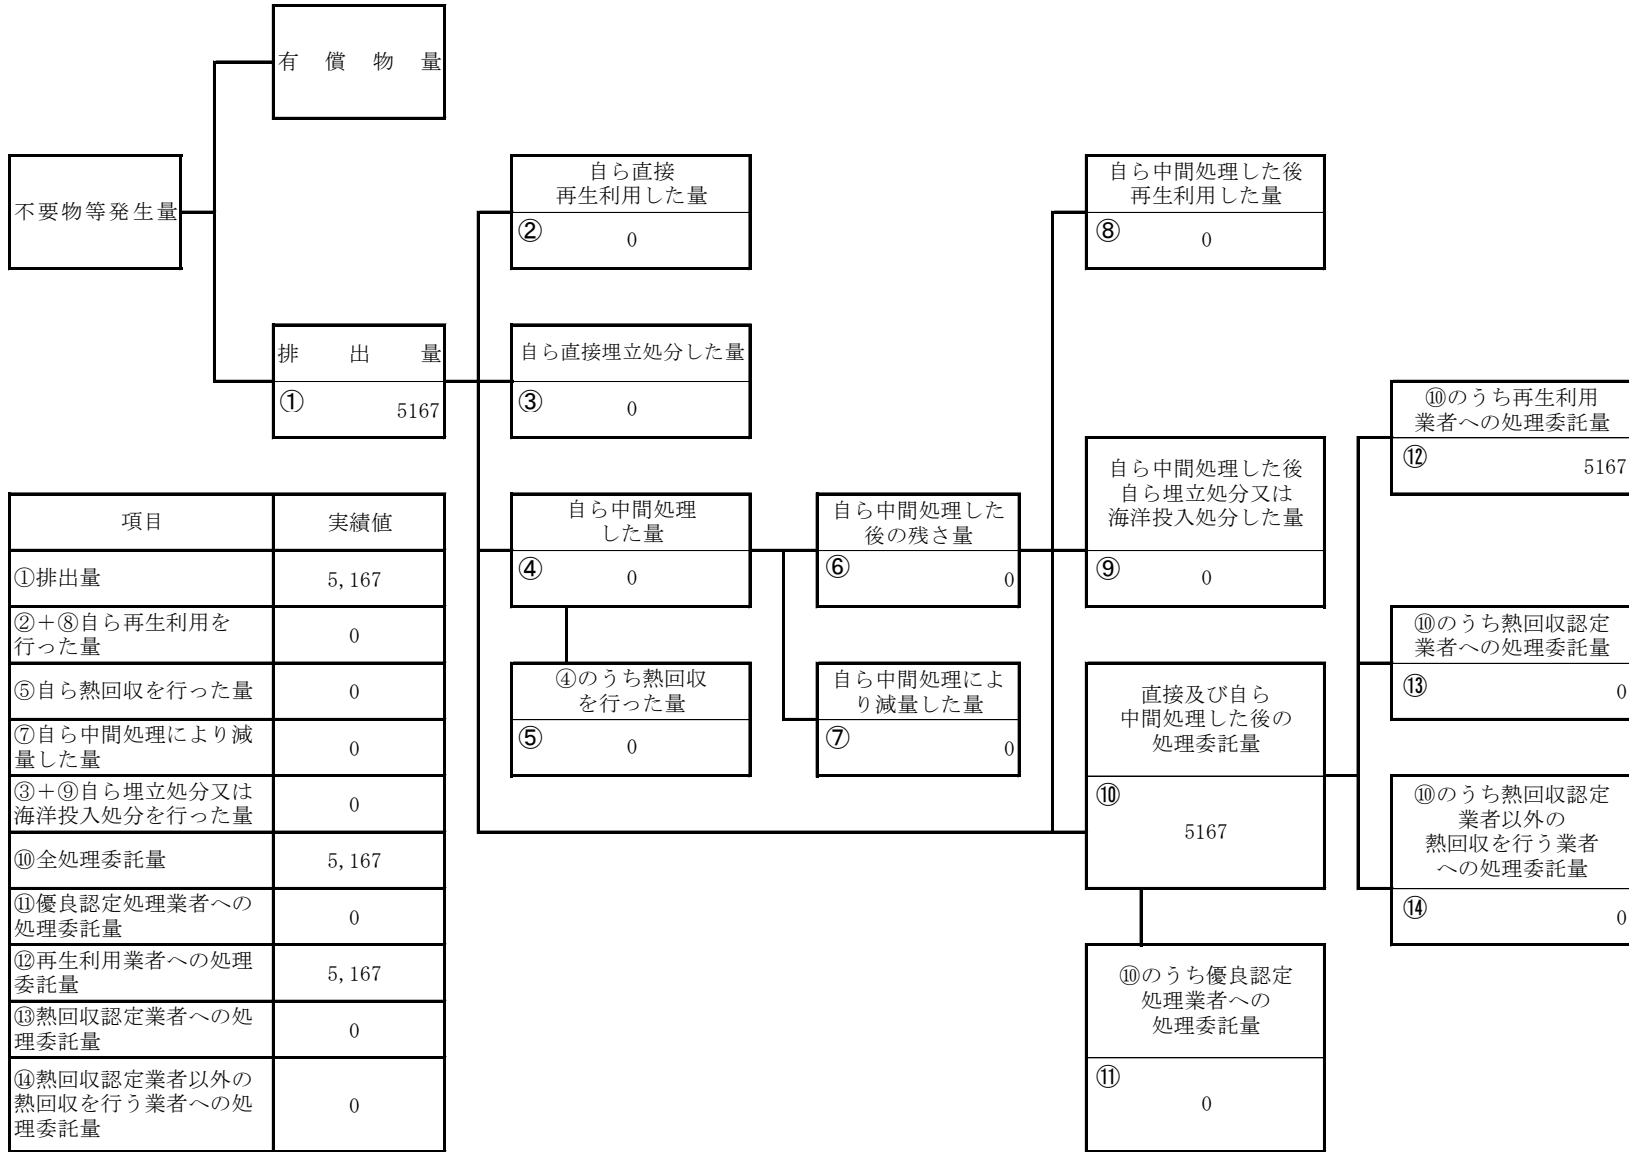 有償物量
不要物等発生量
排出量
①
5167
自ら直接
再生利用した量
②
0
自ら直接埋立処分した量
③
0
自ら中間処理
した量
④
0
④のうち熱回収
を行った量
⑤
0
自ら中間処理した
後の残さ量
⑥
0
自ら中間処理によ
り減量した量
⑦
0
自ら中間処理した後
再生利用した量
⑧
0
自ら中間処理した後
自ら埋立処分又は
海洋投入処分した量
⑨
0
直接及び自ら
中間処理した後の
処理委託量
⑩
5167
⑩のうち優良認定
処理業者への
処理委託量
⑪
0
⑩のうち再生利用
業者への処理委託量
⑫
5167
⑩のうち熱回収認定
業者への処理委託量
⑬
0
⑩のうち熱回収認定
業者以外の
熱回収を行う業者
への処理委託量
⑭
0
項目 実績値
①排出量 5,167
②＋⑧自ら再生利用を
行った量 0
⑤自ら熱回収を行った量 0
⑦自ら中間処理により減
量した量 0
③＋⑨自ら埋立処分又は
海洋投入処分を行った量 0
⑩全処理委託量 5,167
⑪優良認定処理業者への
処理委託量 0
⑫再生利用業者への処理
委託量 5,167
⑬熱回収認定業者への処
理委託量 0
⑭熱回収認定業者以外の
熱回収を行う業者への処
理委託量 0